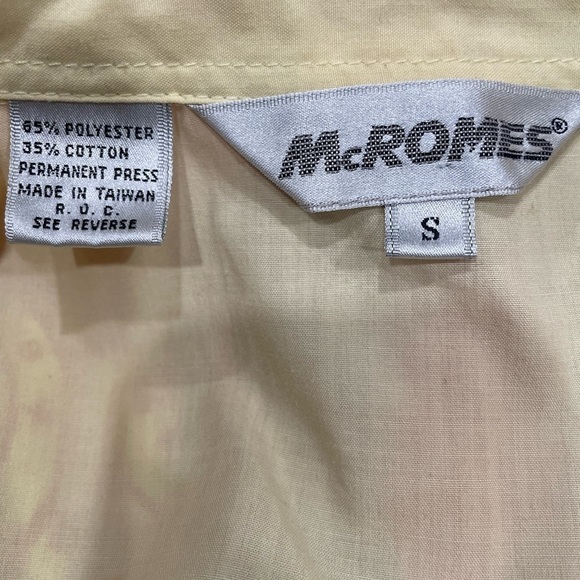 65% POLYESTER
35% COTTON
PERMANENT PRESS
MADE IN TAIWAN
R. O. C.
SEE REVERSE
McROMES®
S